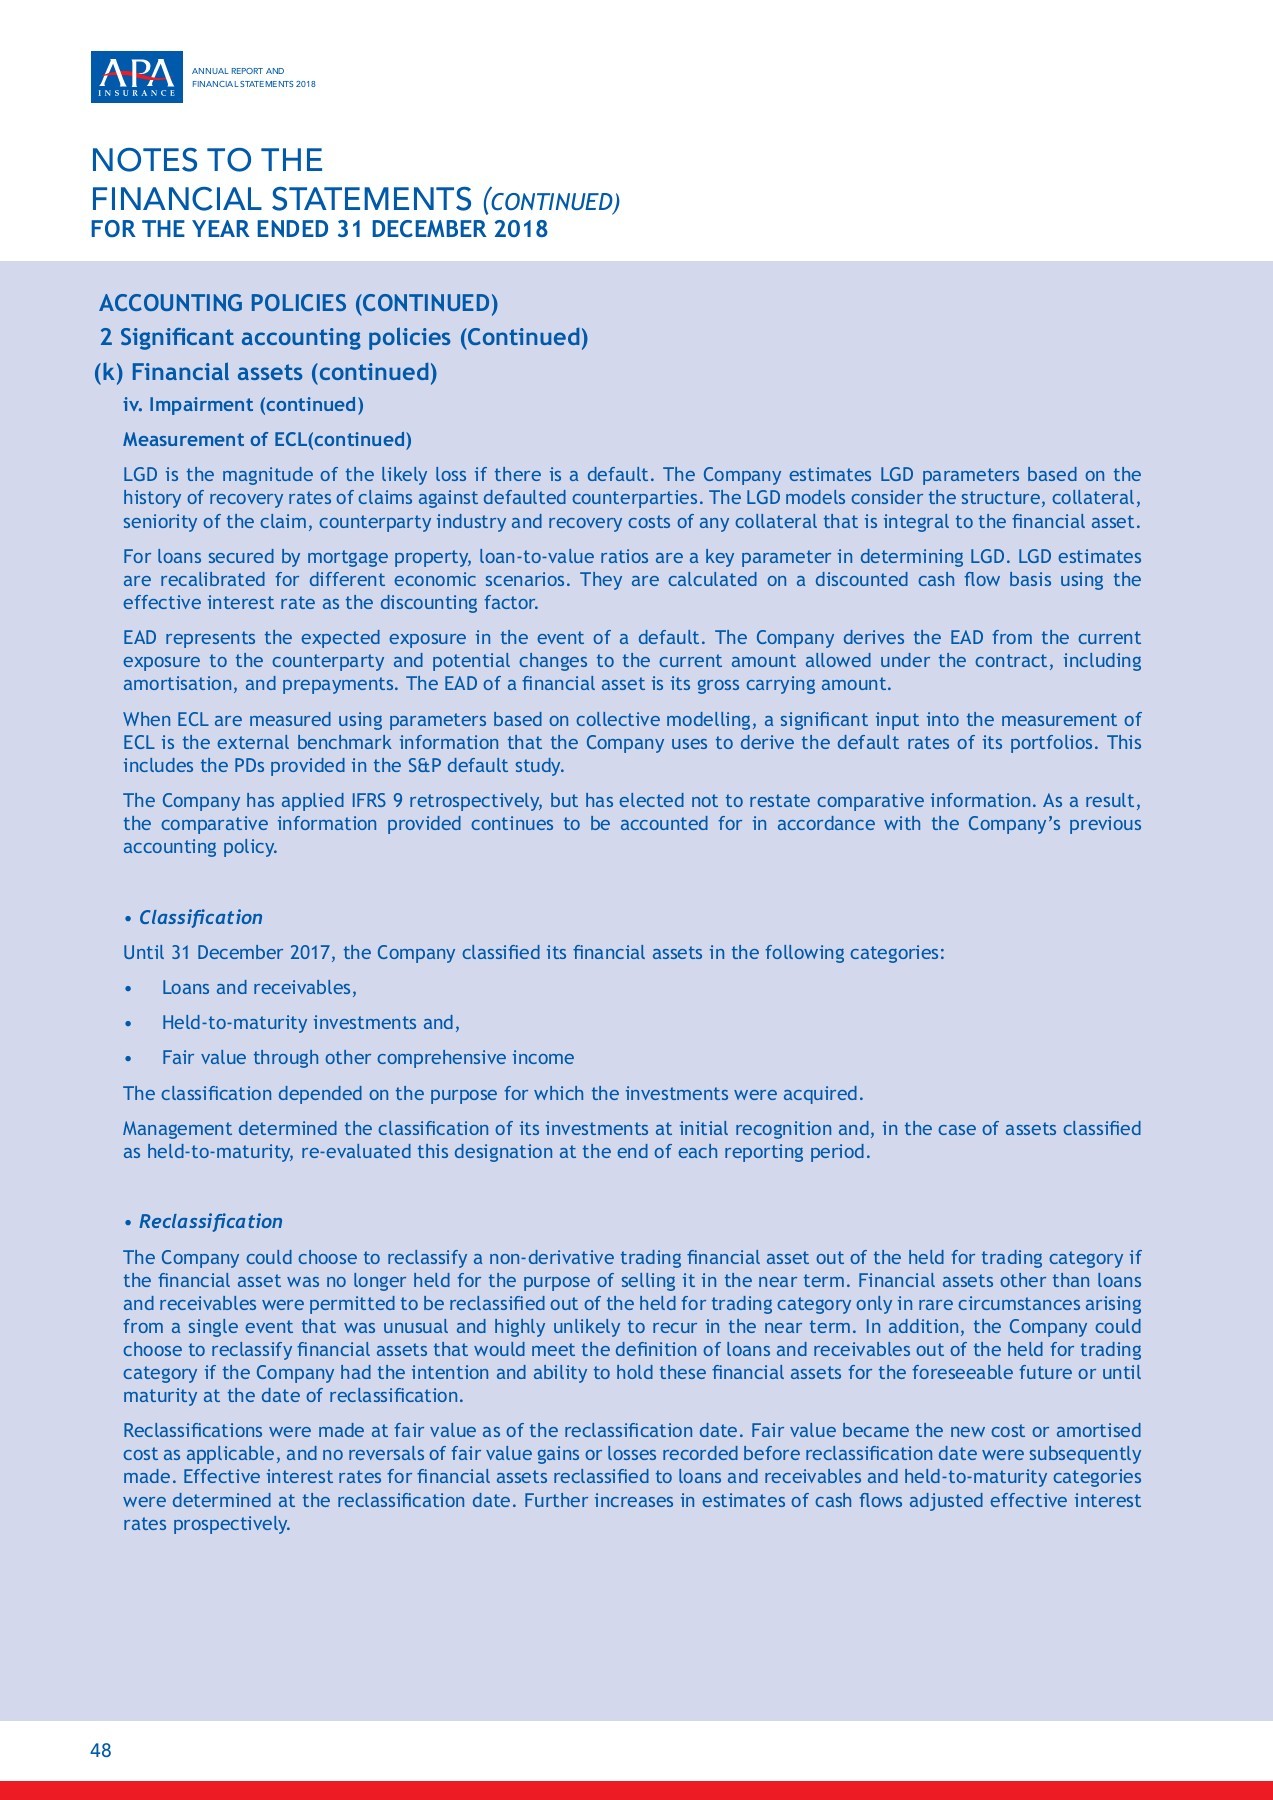 APA
INSURANCE
ANNUAL REPORT AND
FINANCIAL STATEMENTS 2018
NOTES TO THE
FINANCIAL STATEMENTS (CONTINUED)
FOR THE YEAR ENDED 31 DECEMBER 2018
ACCOUNTING POLICIES (CONTINUED)
2 Significant accounting policies (Continued)
(k) Financial assets (continued)
iv. Impairment (continued)
Measurement of ECL(continued)
LGD is the magnitude of the likely loss if there is a default. The Company estimates LGD parameters based on the
history of recovery rates of claims against defaulted counterparties. The LGD models consider the structure, collateral,
seniority of the claim, counterparty industry and recovery costs of any collateral that is integral to the financial asset.
For loans secured by mortgage property, loan-to-value ratios are a key parameter in determining LGD. LGD estimates
are recalibrated for different economic scenarios. They are calculated on a discounted cash flow basis using the
effective interest rate as the discounting factor.
EAD represents the expected exposure in the event of a default. The Company derives the EAD from the current
exposure to the counterparty and potential changes to the current amount allowed under the contract, including
amortisation, and prepayments. The EAD of a financial asset is its gross carrying amount.
When ECL are measured using parameters based on collective modelling, a significant input into the measurement of
ECL is the external benchmark information that the Company uses to derive the default rates of its portfolios. This
includes the PDs provided in the S&P default study.
The Company has applied IFRS 9 retrospectively, but has elected not to restate comparative information. As a result,
the comparative information provided continues to be accounted for in accordance with the Company’s previous
accounting policy.
• Classification
Until 31 December 2017, the Company classified its financial assets in the following categories:
• Loans and receivables,
• Held-to-maturity investments and,
• Fair value through other comprehensive income
The classification depended on the purpose for which the investments were acquired.
Management determined the classification of its investments at initial recognition and, in the case of assets classified
as held-to-maturity, re-evaluated this designation at the end of each reporting period.
• Reclassification
The Company could choose to reclassify a non-derivative trading financial asset out of the held for trading category if
the financial asset was no longer held for the purpose of selling it in the near term. Financial assets other than loans
and receivables were permitted to be reclassified out of the held for trading category only in rare circumstances arising
from a single event that was unusual and highly unlikely to recur in the near term. In addition, the Company could
choose to reclassify financial assets that would meet the definition of loans and receivables out of the held for trading
category if the Company had the intention and ability to hold these financial assets for the foreseeable future or until
maturity at the date of reclassification.
Reclassifications were made at fair value as of the reclassification date. Fair value became the new cost or amortised
cost as applicable, and no reversals of fair value gains or losses recorded before reclassification date were subsequently
made. Effective interest rates for financial assets reclassified to loans and receivables and held-to-maturity categories
were determined at the reclassification date. Further increases in estimates of cash flows adjusted effective interest
rates prospectively.
48